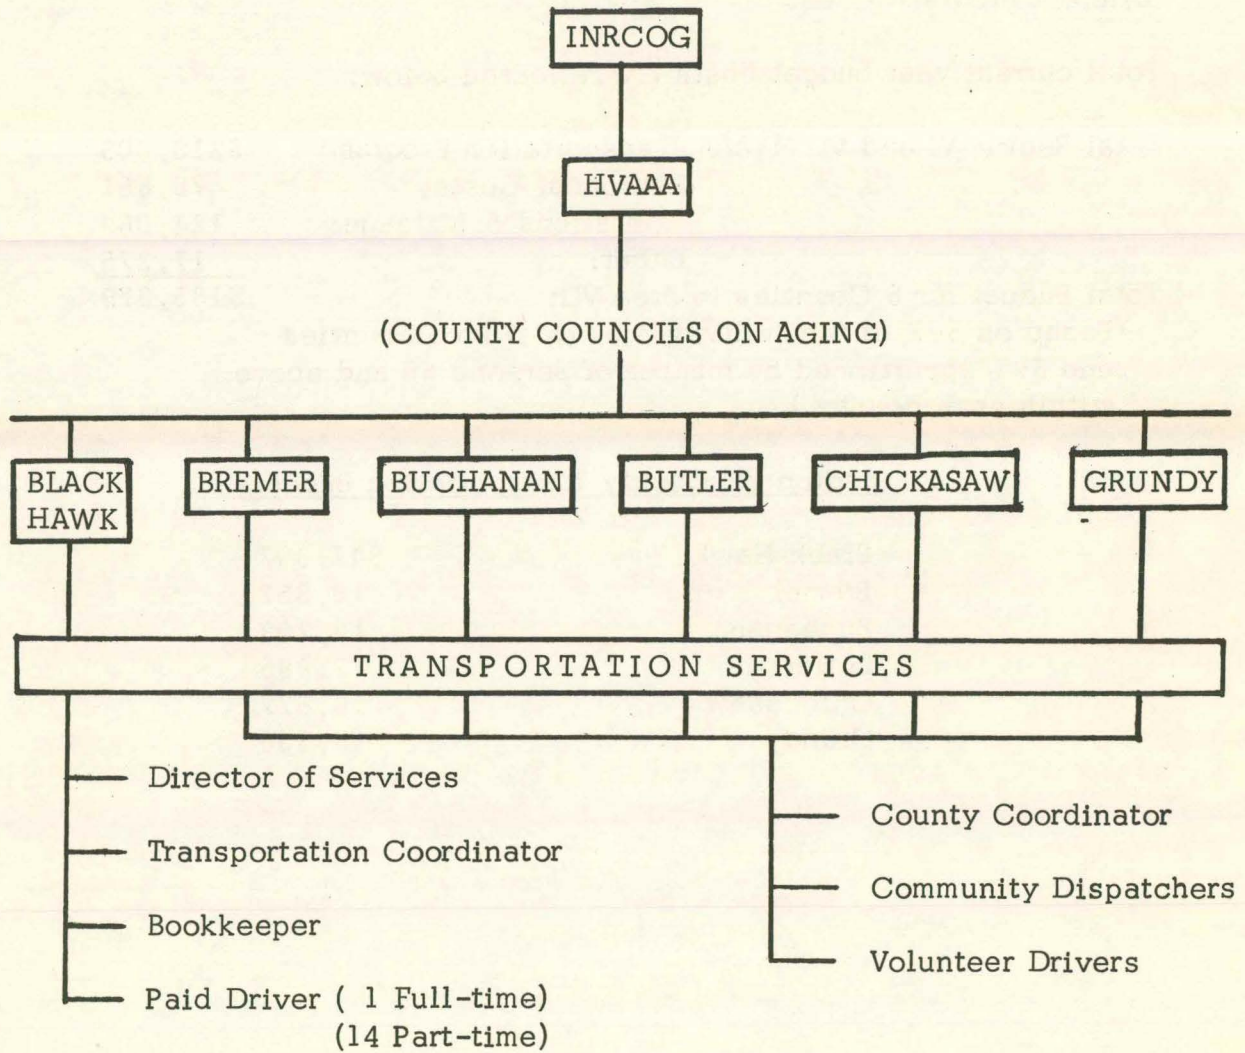 INRCOG
HVAAA
(COUNTY COUNCILS ON AGING)
BLACK HAWK
BREMER
BUCHANAN
BUTLER
CHICKASAW
GRUNDY
TRANSPORTATION SERVICES
Director of Services
Transportation Coordinator
Bookkeeper
Paid Driver ( 1 Full-time)
(14 Part-time)
County Coordinator
Community Dispatchers
Volunteer Drivers